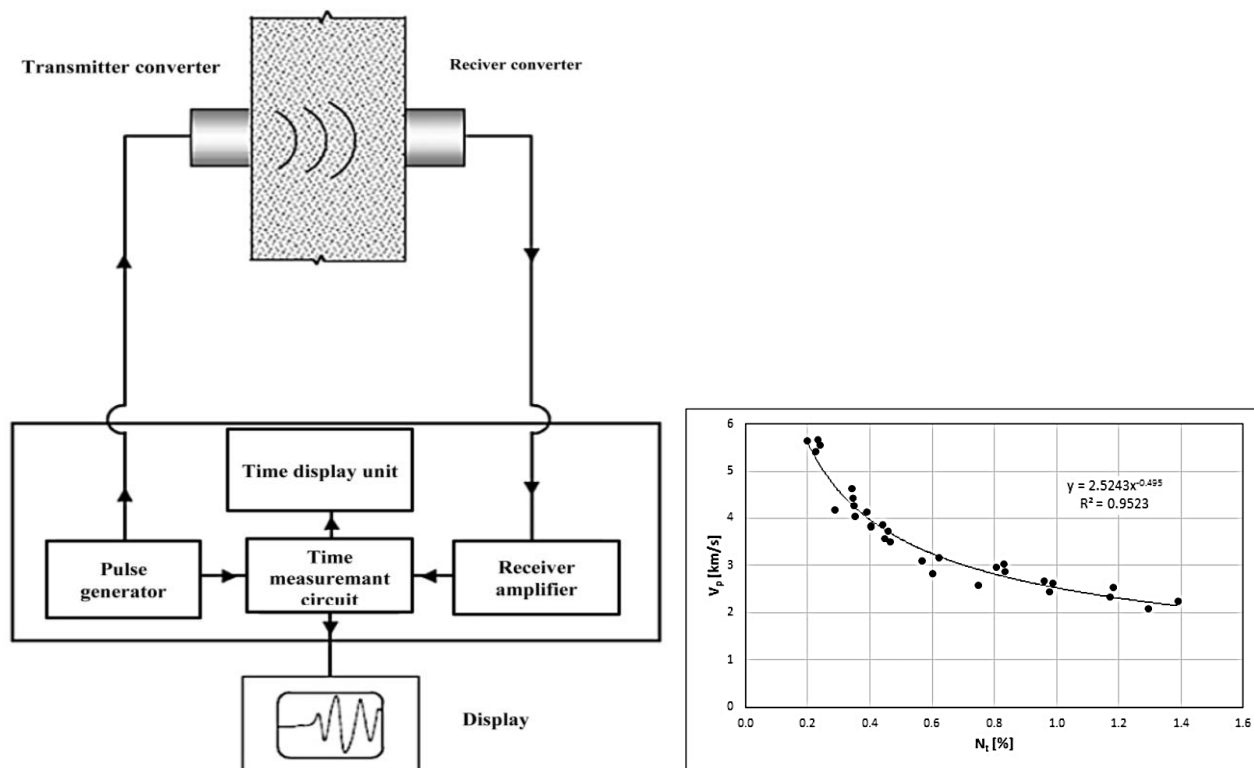 Transmitter converter
Reciver converter
Time display unit
Pulse
generator
Time
measuremant
circuit
Receiver
amplifier
Display
6
5
4
3
2
1
0
V_p [km/s]
y = 2.5243x^-0.495
R² = 0.9523
0.0 0.2 0.4 0.6 0.8 1.0 1.2 1.4 1.6
N_t [%]